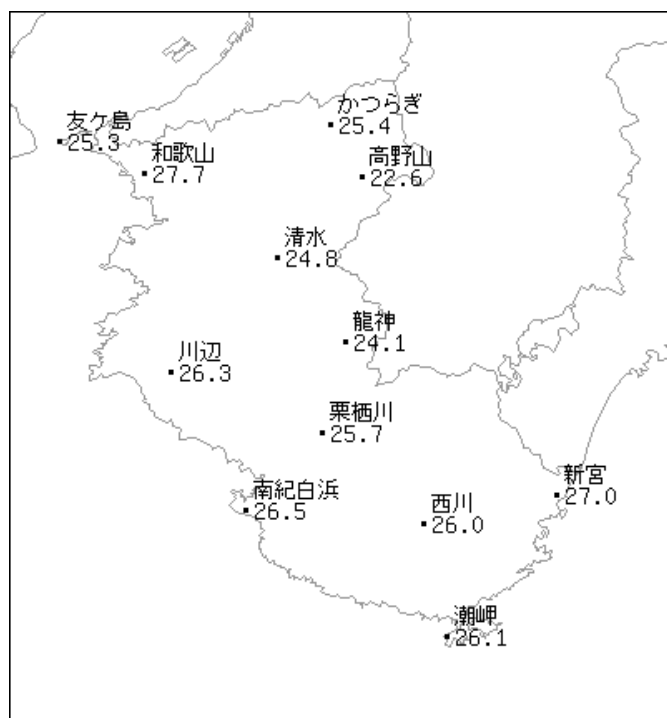 かつらぎ
25.4
友ケ島
25.3
和歌山
27.7
高野山
22.6
清水
24.8
龍神
24.1
川辺
26.3
栗栖川
25.7
南紀白浜
26.5
西川
26.0
新宮
27.0
潮岬
26.1